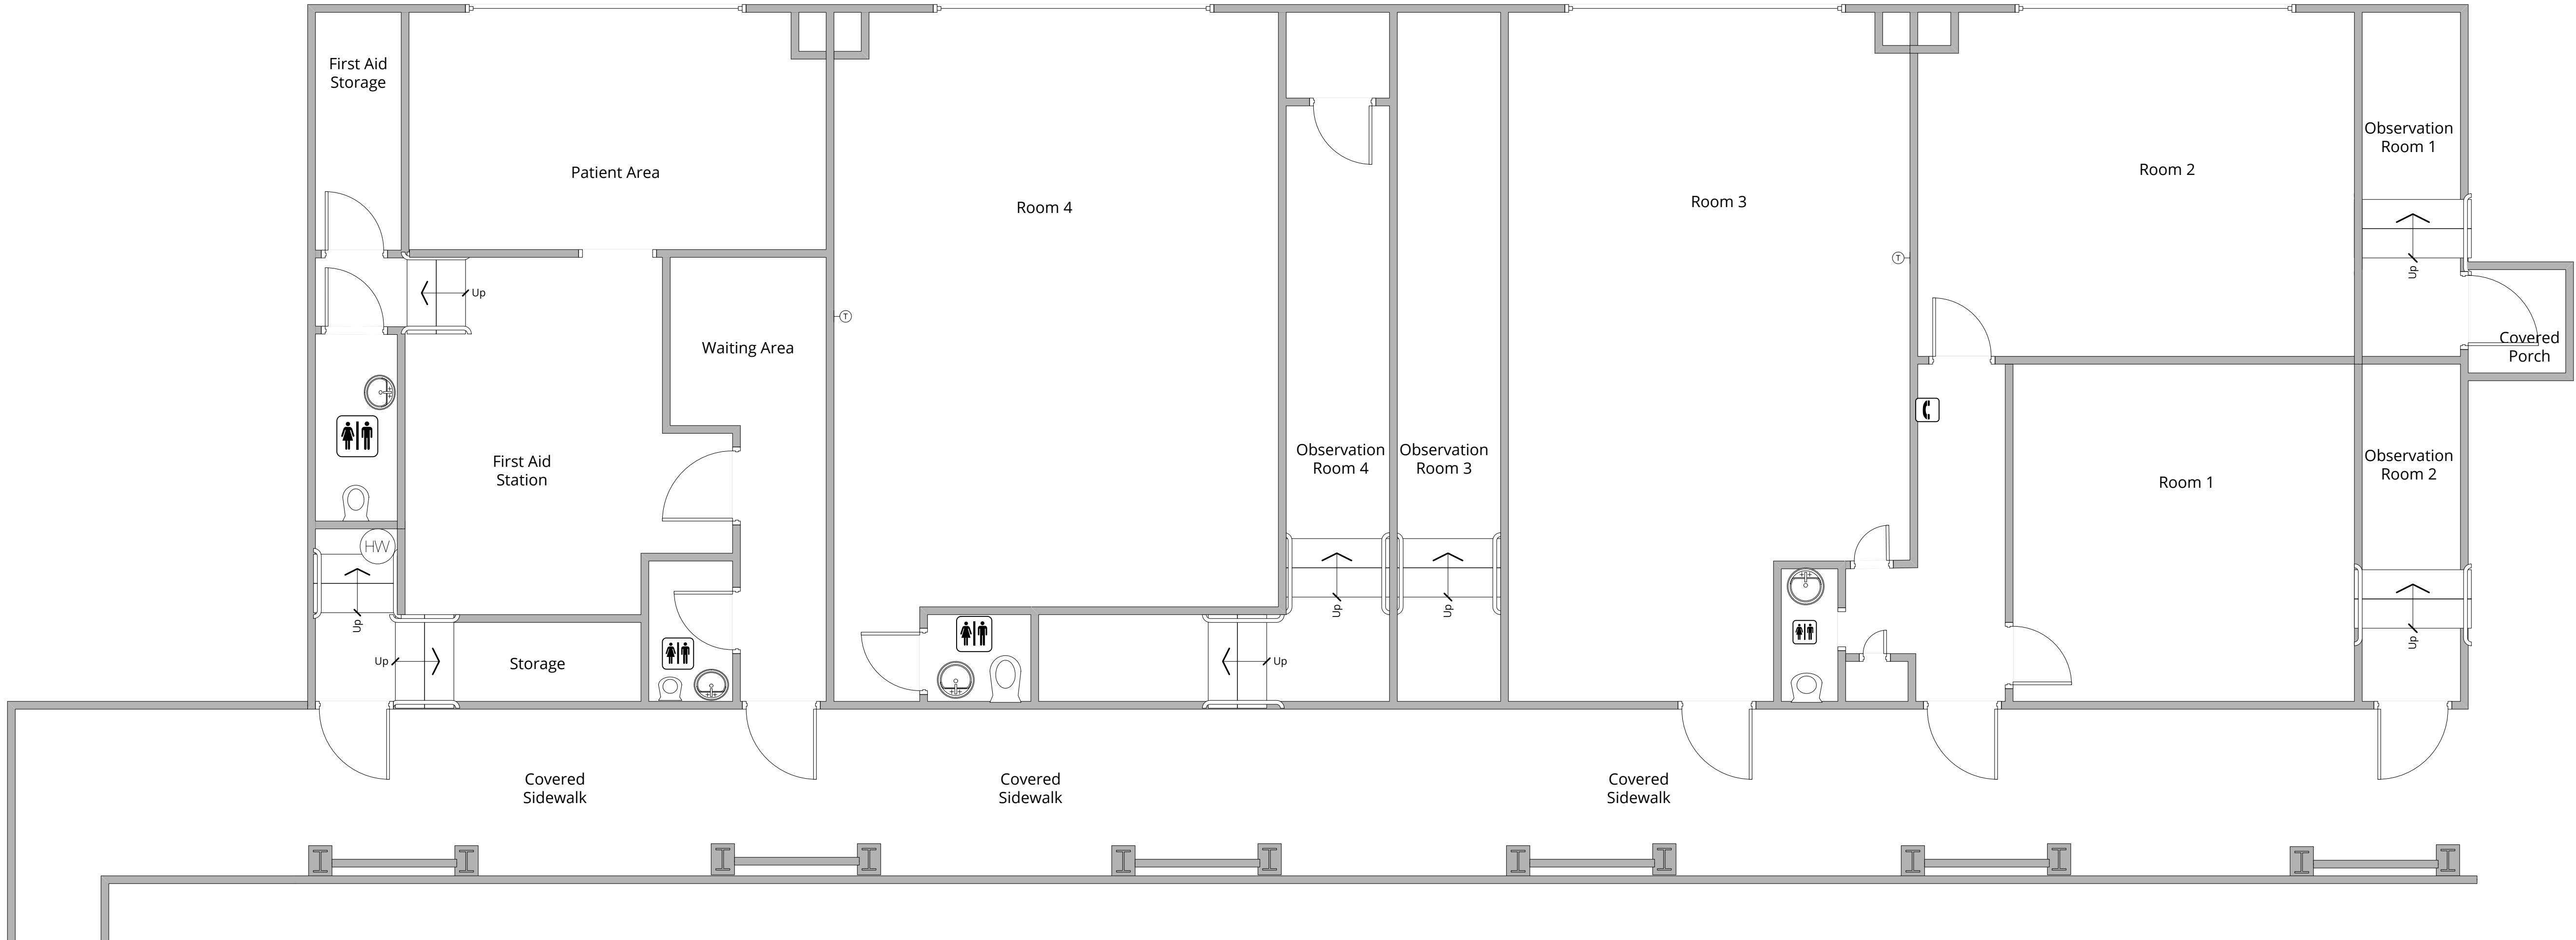 First Aid
Storage
Patient Area
Room 4
Room 3
Room 2
Observation
Room 1
Up
Up
T
T
Waiting Area
Covered
Porch
First Aid
Station
Observation
Room 4
Observation
Room 3
Room 1
Observation
Room 2
HW
Up
Up
Up
Up
Up
Up
Storage
Up
Covered
Sidewalk
Covered
Sidewalk
Covered
Sidewalk